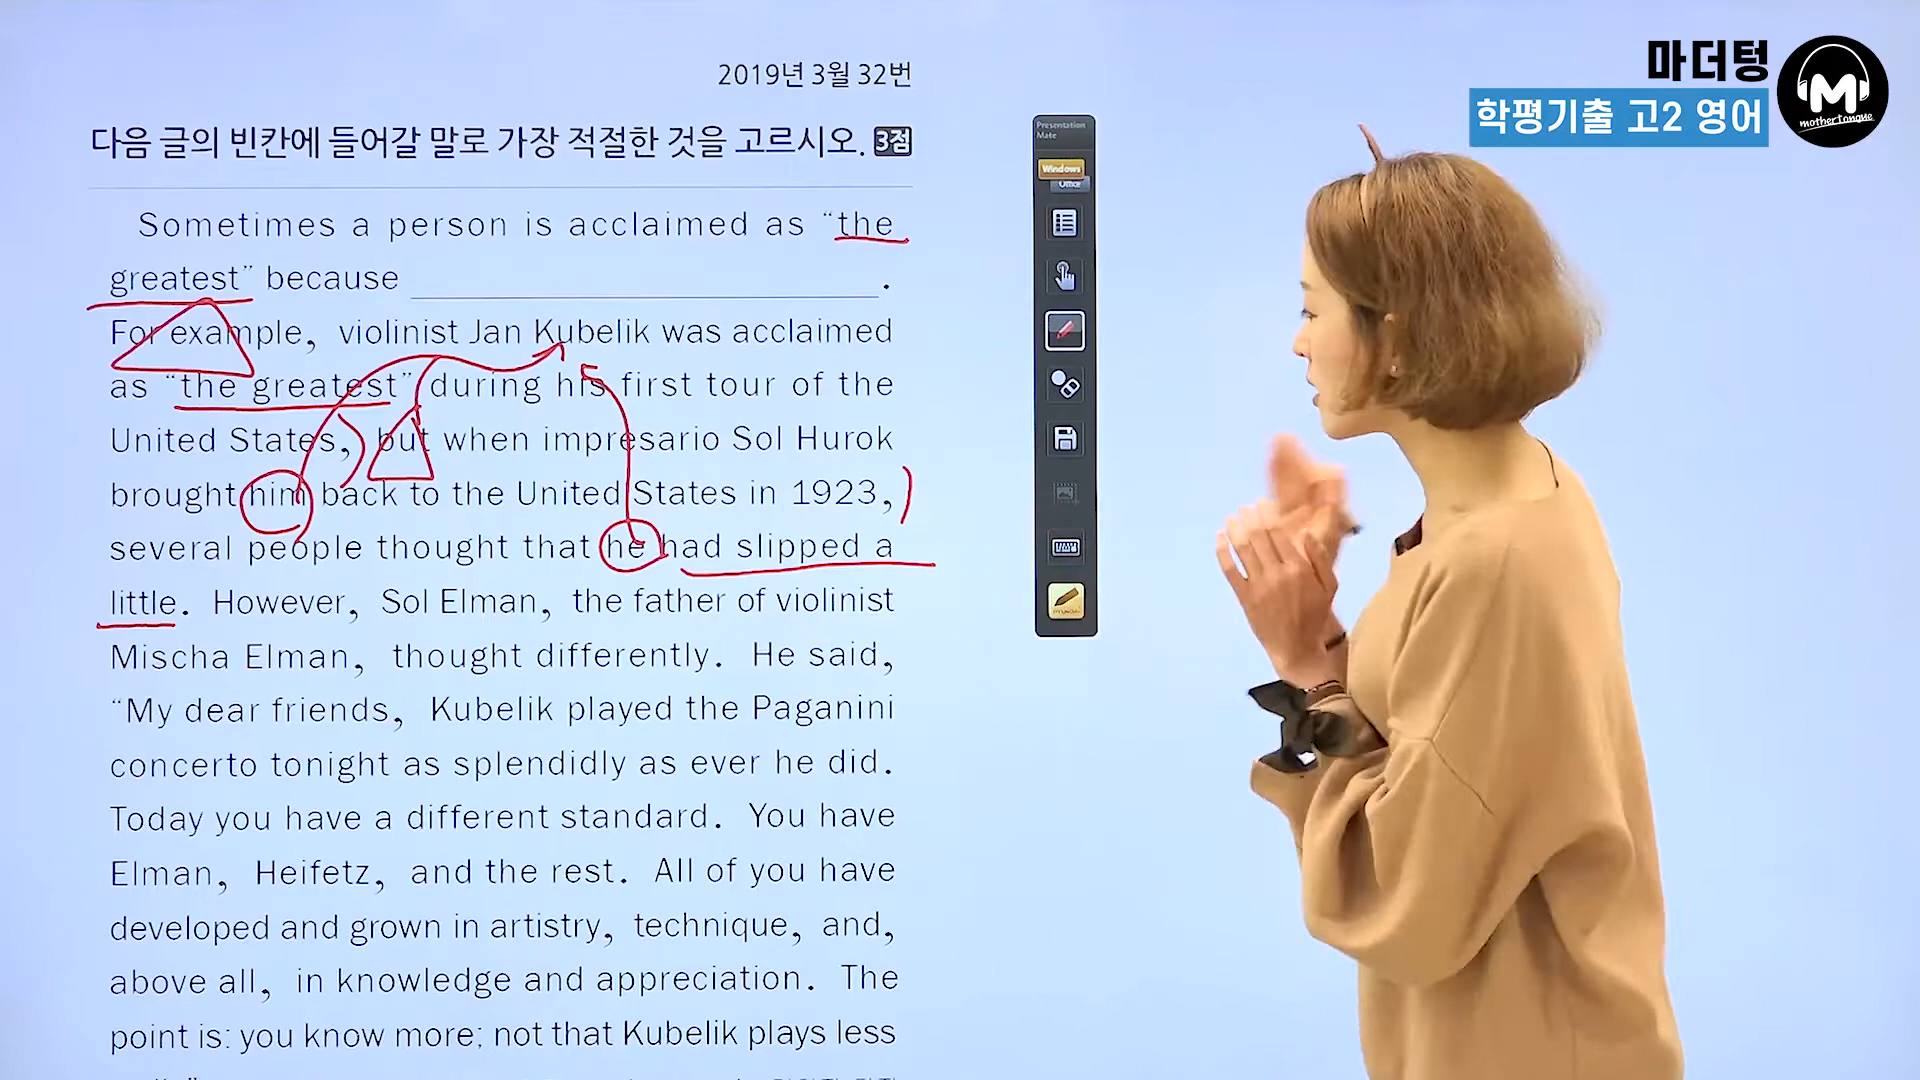 2019년 3월 32번
다음 글의 빈칸에 들어갈 말로 가장 적절한 것을 고르시오. 3점
Sometimes a person is acclaimed as “the
greatest” because ____________________.
For example, violinist Jan Kubelik was acclaimed
as “the greatest” during his first tour of the
United States, but when impresario Sol Hurok
brought him back to the United States in 1923,
several people thought that he had slipped a
little. However, Sol Elman, the father of violinist
Mischa Elman, thought differently. He said,
“My dear friends, Kubelik played the Paganini
concerto tonight as splendidly as ever he did.
Today you have a different standard. You have
Elman, Heifetz, and the rest. All of you have
developed and grown in artistry, technique, and,
above all, in knowledge and appreciation. The
point is: you know more; not that Kubelik plays less
Presentation
Mate
Windows
Office
마더텅
학평기출 고2 영어
M
mothertongue